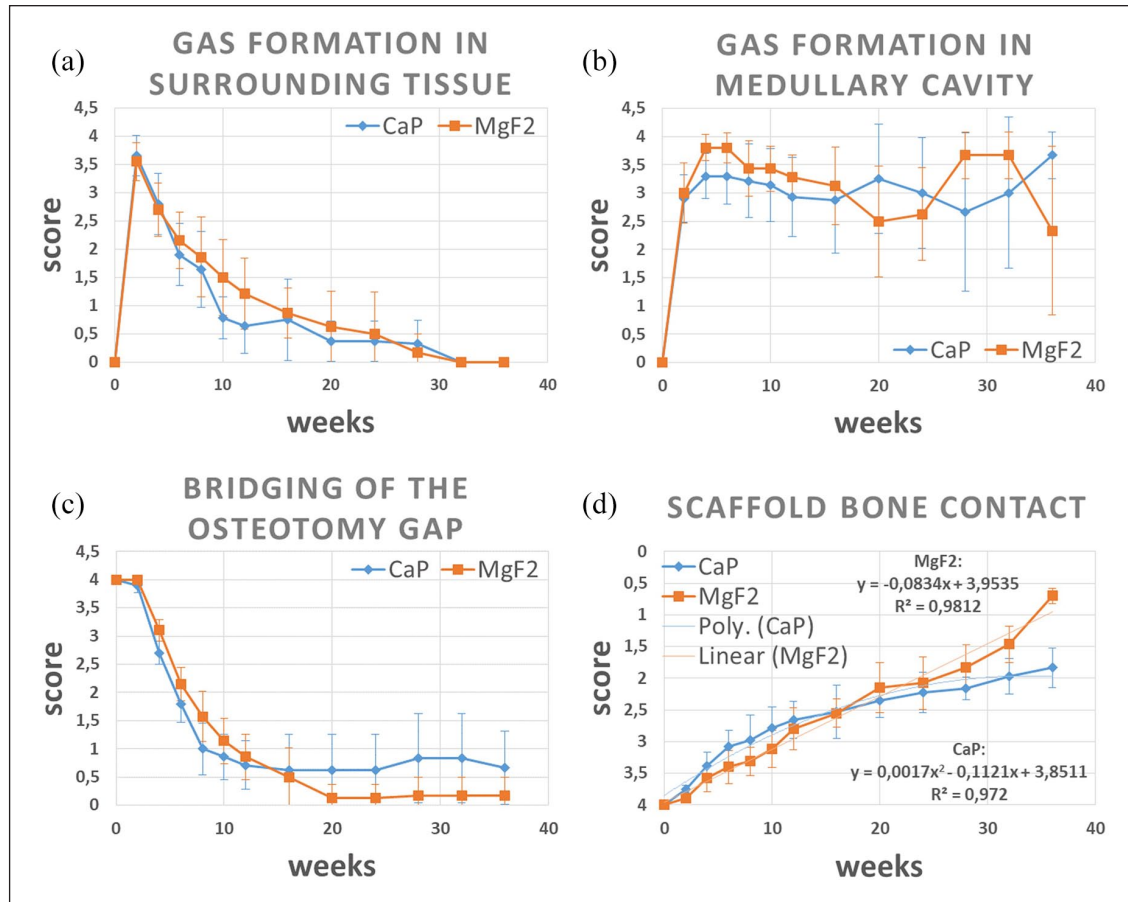 (a)
GAS FORMATION IN
SURROUNDING TISSUE
4,5
4
3,5
3
2,5
2
1,5
1
0,5
0
score
CaP MgF2
0 10 20 30 40
weeks
(b)
GAS FORMATION IN
MEDULLARY CAVITY
4,5
4
3,5
3
2,5
2
1,5
1
0,5
0
score
CaP MgF2
0 10 20 30 40
weeks
(c)
BRIDGING OF THE
OSTEOTOMY GAP
4,5
4
3,5
3
2,5
2
1,5
1
0,5
0
score
CaP MgF2
0 10 20 30 40
weeks
(d)
SCAFFOLD BONE CONTACT
0
0,5
1
1,5
2
2,5
3
3,5
4
score
CaP
MgF2
Poly. (CaP)
Linear (MgF2)
MgF2:
y = -0,0834x + 3,9535
R² = 0,9812
CaP:
y = 0,0017x² - 0,1121x + 3,8511
R² = 0,972
0 10 20 30 40
weeks